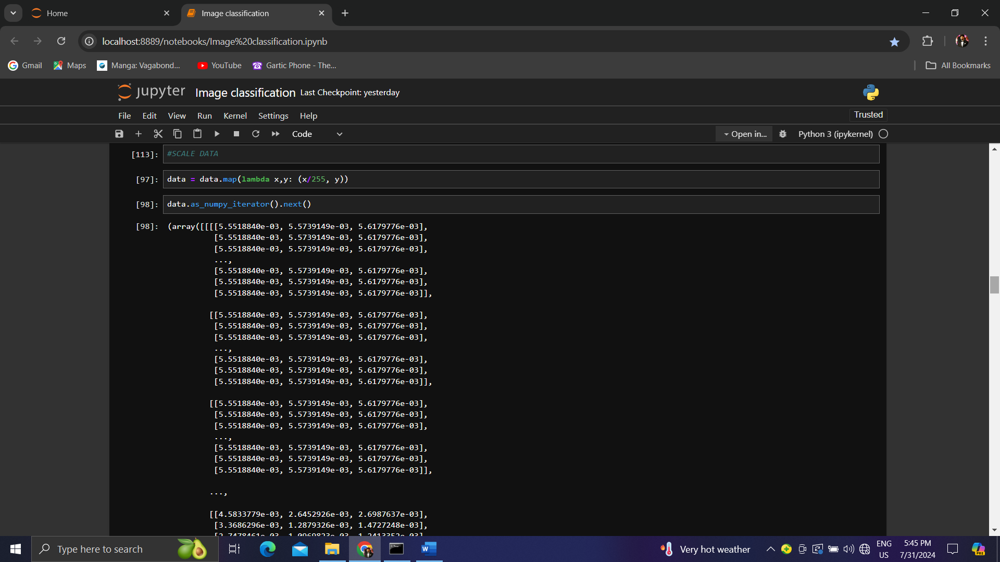 Home
Image classification
localhost:8889/notebooks/Image%20classification.ipynb
Gmail
Maps
Manga: Vagabond...
YouTube
Gartic Phone - The...
All Bookmarks
jupyter Image classification Last Checkpoint: yesterday
File Edit View Run Kernel Settings Help
Trusted
Code
Open in...
Python 3 (ipykernel)
[113]: #SCALE DATA
[97]: data = data.map(lambda x,y: (x/255, y))
[98]: data.as_numpy_iterator().next()
[98]: (array([[[[5.5518840e-03, 5.5739149e-03, 5.6179776e-03],
[5.5518840e-03, 5.5739149e-03, 5.6179776e-03],
[5.5518840e-03, 5.5739149e-03, 5.6179776e-03],
...,
[5.5518840e-03, 5.5739149e-03, 5.6179776e-03],
[5.5518840e-03, 5.5739149e-03, 5.6179776e-03],
[5.5518840e-03, 5.5739149e-03, 5.6179776e-03]],
[[5.5518840e-03, 5.5739149e-03, 5.6179776e-03],
[5.5518840e-03, 5.5739149e-03, 5.6179776e-03],
[5.5518840e-03, 5.5739149e-03, 5.6179776e-03],
...,
[5.5518840e-03, 5.5739149e-03, 5.6179776e-03],
[5.5518840e-03, 5.5739149e-03, 5.6179776e-03],
[5.5518840e-03, 5.5739149e-03, 5.6179776e-03]],
[[5.5518840e-03, 5.5739149e-03, 5.6179776e-03],
[5.5518840e-03, 5.5739149e-03, 5.6179776e-03],
[5.5518840e-03, 5.5739149e-03, 5.6179776e-03],
...,
[5.5518840e-03, 5.5739149e-03, 5.6179776e-03],
[5.5518840e-03, 5.5739149e-03, 5.6179776e-03],
[5.5518840e-03, 5.5739149e-03, 5.6179776e-03]],
...,
[[4.5833779e-03, 2.6452926e-03, 2.6987637e-03],
[3.3686296e-03, 1.2879326e-03, 1.4727248e-03],
Type here to search
Very hot weather
ENG
US
5:45 PM
7/31/2024
PRE